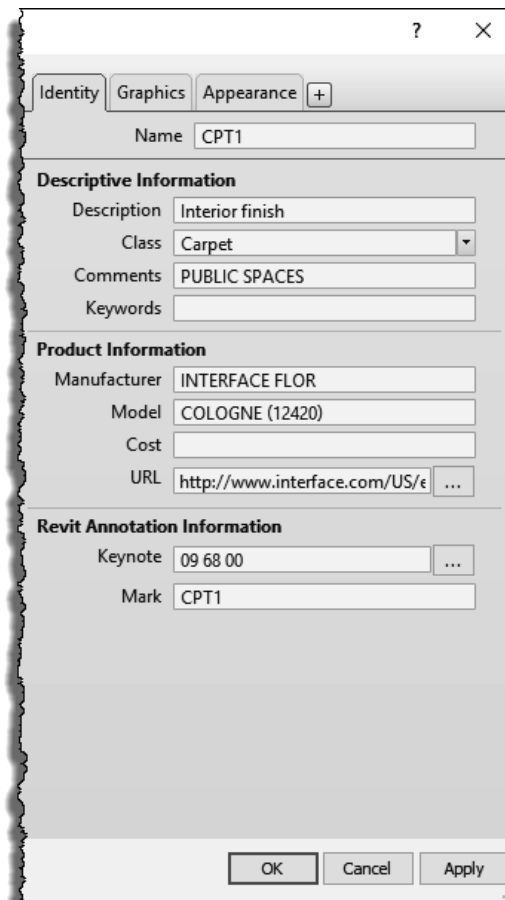 ? ×
Identity Graphics Appearance +
Name CPT1
Descriptive Information
Description Interior finish
Class Carpet
Comments PUBLIC SPACES
Keywords
Product Information
Manufacturer INTERFACE FLOR
Model COLOGNE (12420)
Cost
URL http://www.interface.com/US/e ...
Revit Annotation Information
Keynote 09 68 00 ...
Mark CPT1
OK Cancel Apply